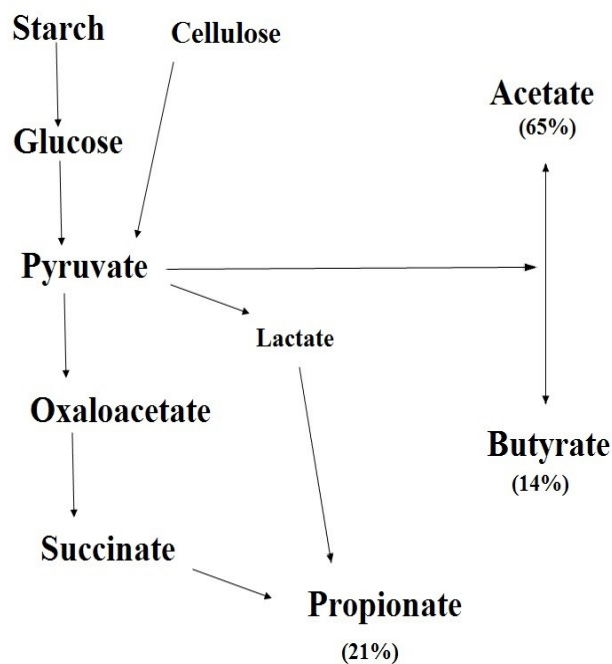 Starch
Cellulose
Acetate
(65%)
Glucose
Pyruvate
Lactate
Oxaloacetate
Butyrate
(14%)
Succinate
Propionate
(21%)